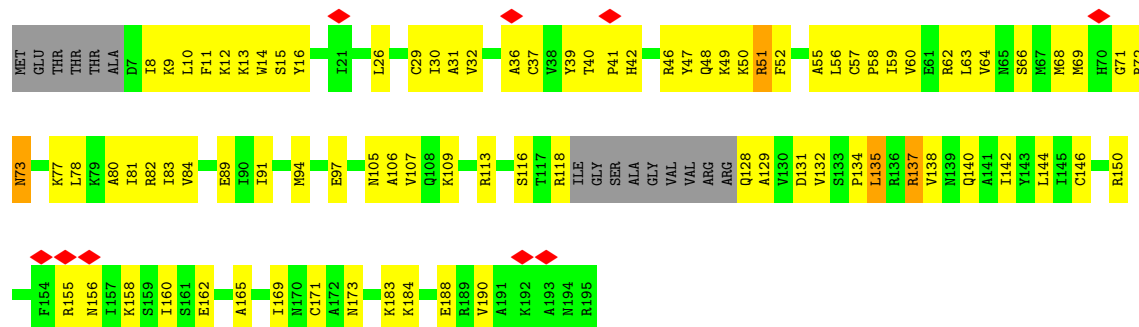 MET GLU THR THR THR ALA D7 I8 K9 L10 F11 K12 K13 W14 S15 Y16 I21 L26 C29 I30 A31 V32 A36 C37 V38 Y39 T40 P41 H42 R46 Y47 Q48 K49 K50 R51 F52 A55 L56 C57 P58 I59 V60 E61 R62 L63 V64 N65 S66 M67 M68 M69 H70 G71
N73 K77 L78 K79 A80 I81 R82 I83 V84 E89 I90 I91 M94 E97 N105 A106 V107 Q108 K109 R113 S116 T117 R118 ILE GLY SER ALA GLY VAL VAL ARG ARG Q128 A129 V130 D131 V132 S133 P134 L135 R136 R137 V138 N139 Q140 A141 I142 Y143 L144 I145 C146 R150
F154 R155 N156 I157 K158 S159 I160 S161 E162 A165 I169 N170 C171 A172 N173 K183 K184 E188 R189 V190 A191 K192 A193 N194 R195